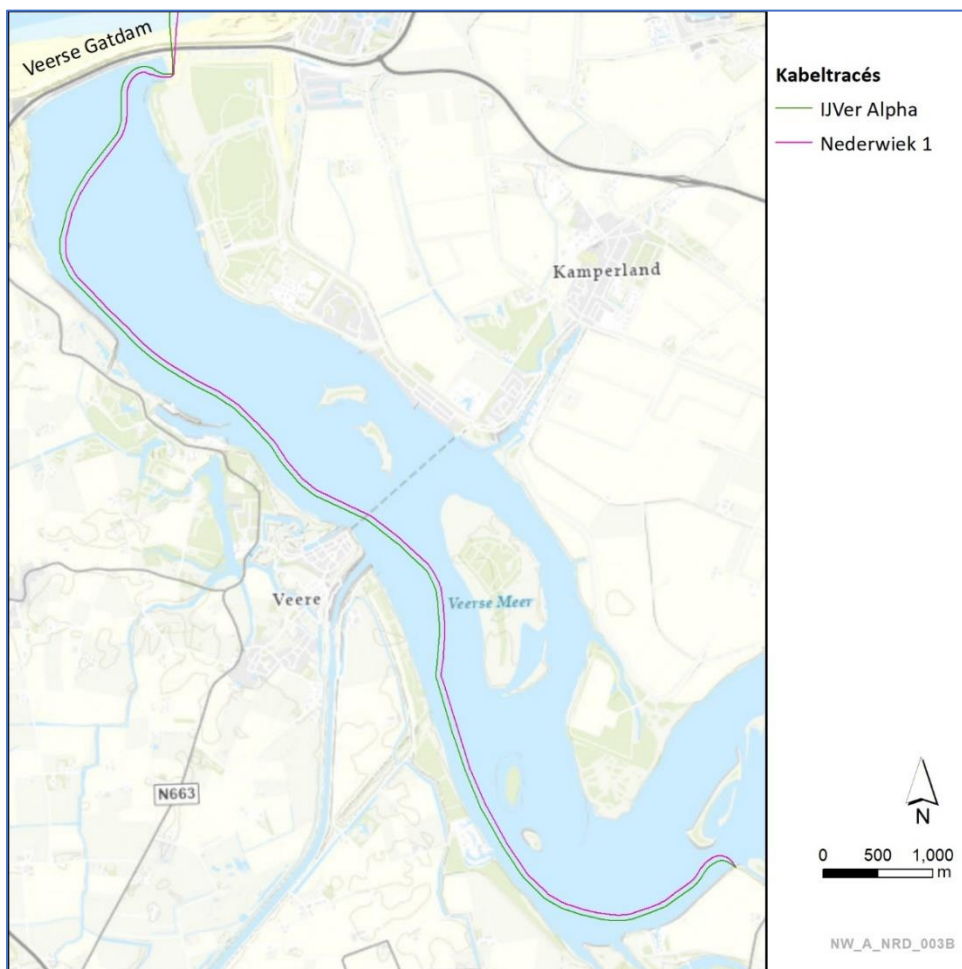 Veerse Gatdam
Kamperland
Veere
Veerse Meer
N663
Kabeltracés
IJVer Alpha
Nederwiek 1
N
0 500 1,000
m
NW_A_NRD_003B